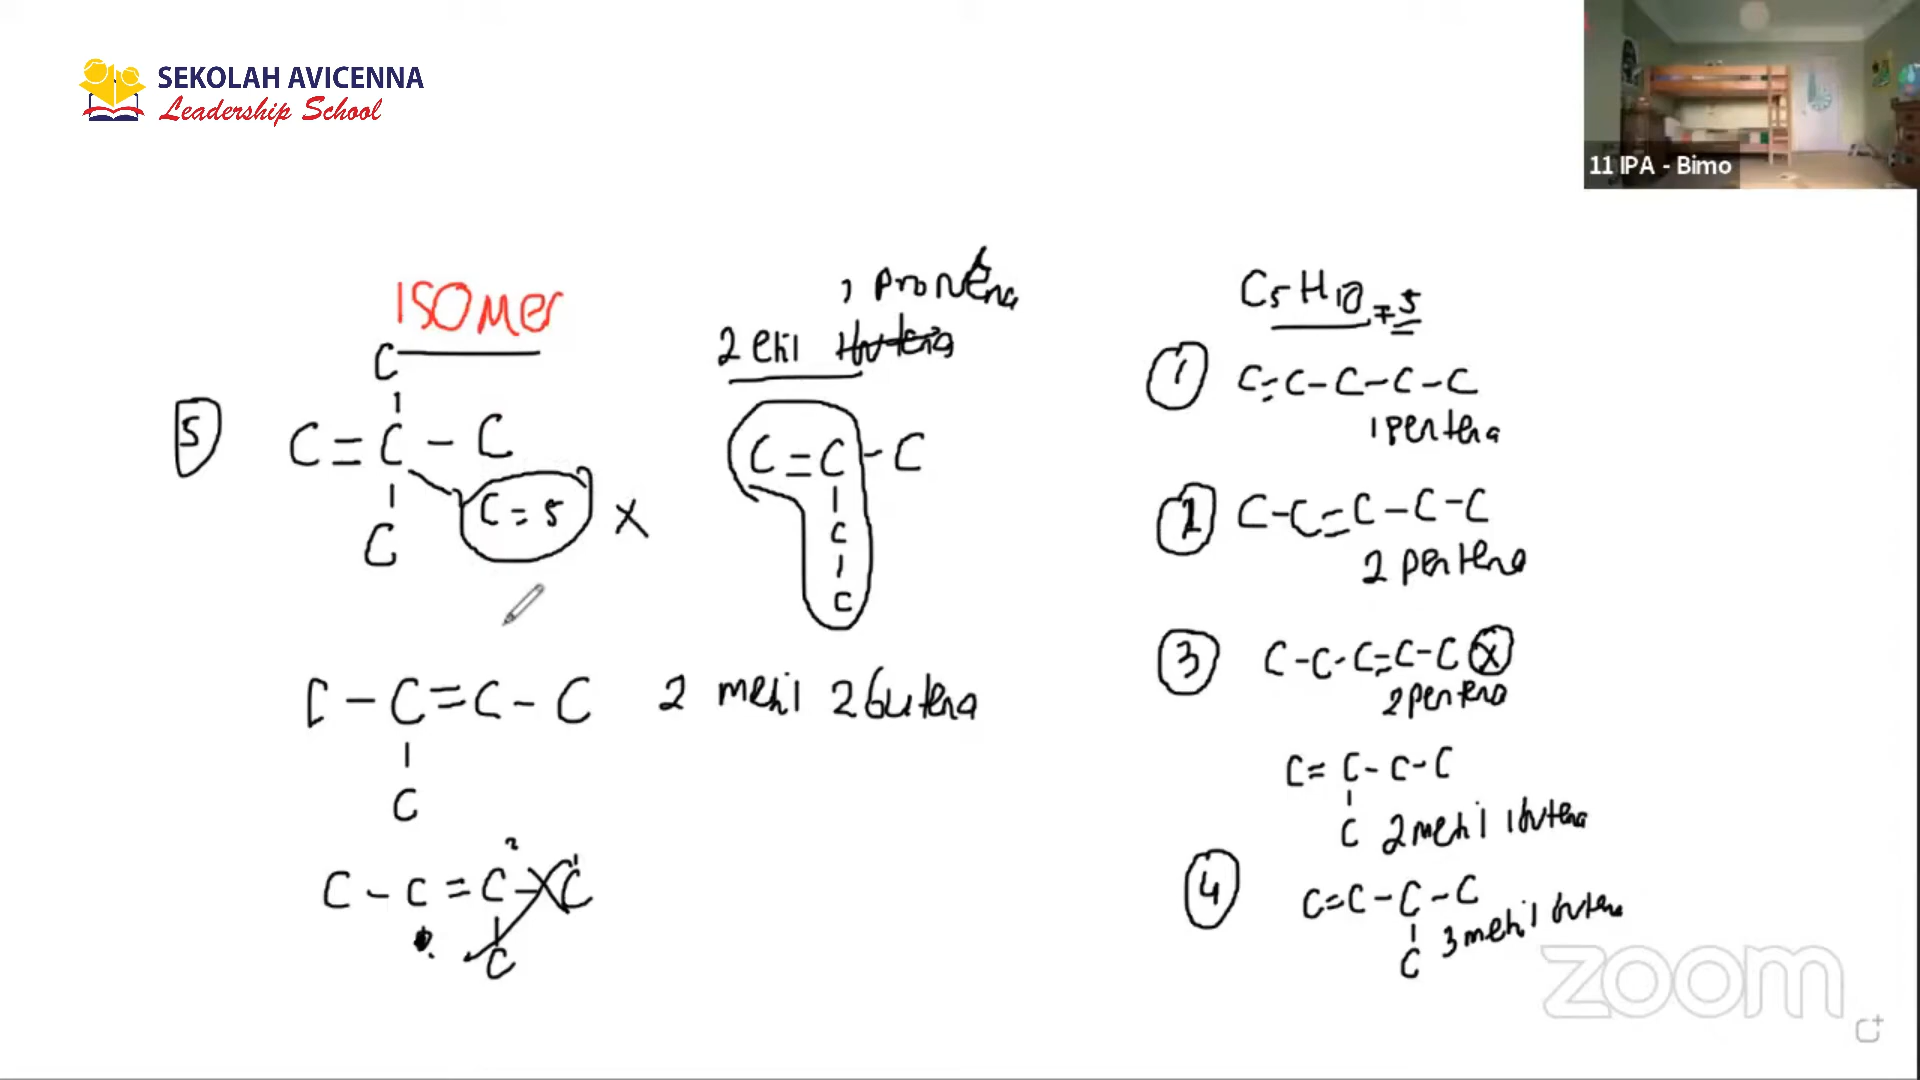 SEKOLAH AVICENNA
Leadership School
11 IPA - Bimo
ISOMER
C
|
5 C = C - C
|
C C = 5 X
2 etil
C = C - C
|
C
|
C
C - C = C - C 2 metil 2 butena
|
C
2 1
C - C = C - C
|
C
C5H10 = 5
1 C = C - C - C - C
1 pentena
2 C - C = C - C - C
2 pentena
3 C - C - C = C - C X
2 pentena
C = C - C - C
|
C 2 metil 1 butena
4 C = C - C - C
|
C 3 metil butena
zoom